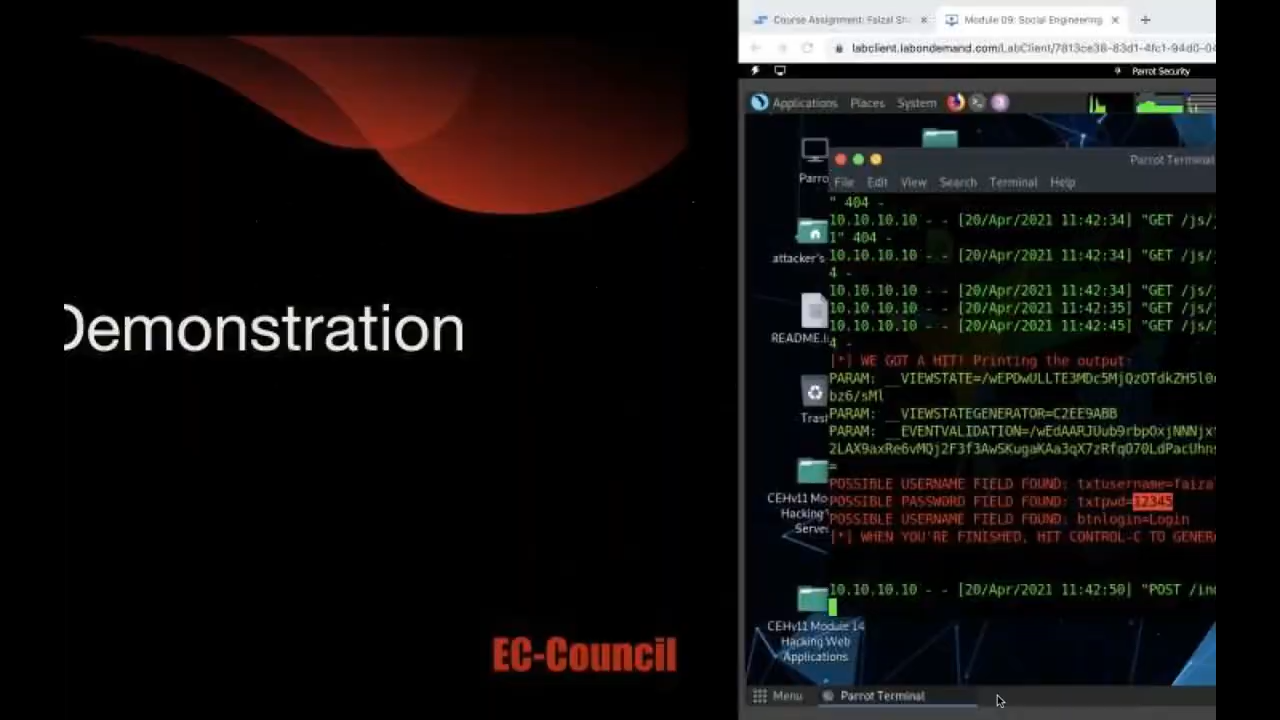 Demonstration
EC-Council
Course Assignment: Faizal Sh
Module 09: Social Engineering
labclient.labondemand.com/LabClient/7813ce38-83d1-4fc1-94d0-04
Parrot Security
Applications Places System
Parro
attacker's
README.li
Trash
CEHv11 Mo
Hacking
Server
CEHv11 Module 14
Hacking Web
Applications
Parrot Terminal
File Edit View Search Terminal Help
" 404 -
10.10.10.10 - - [20/Apr/2021 11:42:34] "GET /js/
1" 404 -
10.10.10.10 - - [20/Apr/2021 11:42:34] "GET /js/
4 -
10.10.10.10 - - [20/Apr/2021 11:42:34] "GET /js/
10.10.10.10 - - [20/Apr/2021 11:42:35] "GET /js/
10.10.10.10 - - [20/Apr/2021 11:42:45] "GET /js/
4 -
[*] WE GOT A HIT! Printing the output:
PARAM: __VIEWSTATE=/wEPDwULLTE3MDc5MjQzOTdkZH5l0
bz6/sMl
PARAM: __VIEWSTATEGENERATOR=C2EE9ABB
PARAM: __EVENTVALIDATION=/wEdAARJUub9rbpOxjNNNjx
2LAX9axRe6vMQj2F3f3AwSKugaKAa3qX7zRfqO70LdPacUhns
=
POSSIBLE USERNAME FIELD FOUND: txtusername=faizal
POSSIBLE PASSWORD FIELD FOUND: txtpwd=12345
POSSIBLE USERNAME FIELD FOUND: btnlogin=Login
[*] WHEN YOU'RE FINISHED, HIT CONTROL-C TO GENER
10.10.10.10 - - [20/Apr/2021 11:42:50] "POST /in
Menu Parrot Terminal